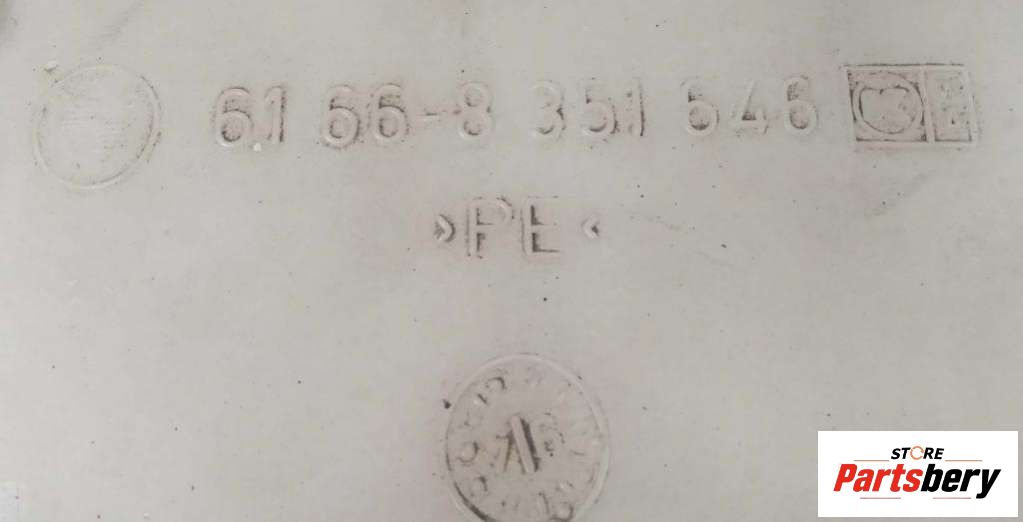 61 66-8 351 646
>PE<
STORE
Partsbery